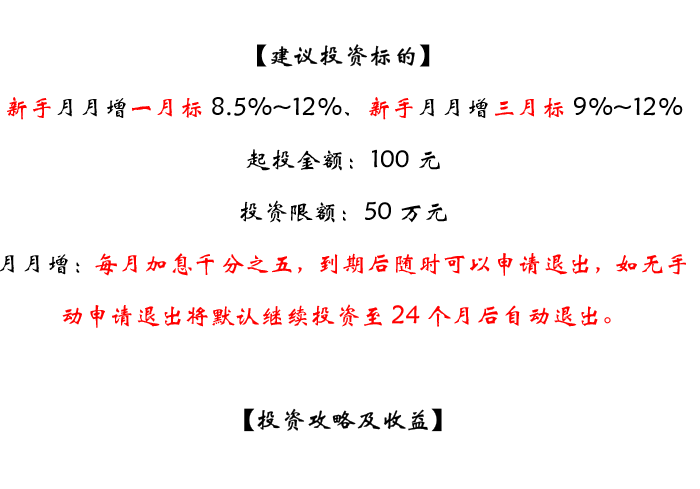 【建议投资标的】
新手月月增一月标 8.5%~12%、新手月月增三月标 9%~12%
起投金额：100 元
投资限额：50 万元
月月增：每月加息千分之五，到期后随时可以申请退出，如无手
动申请退出将默认继续投资至 24 个月后自动退出。
【投资攻略及收益】